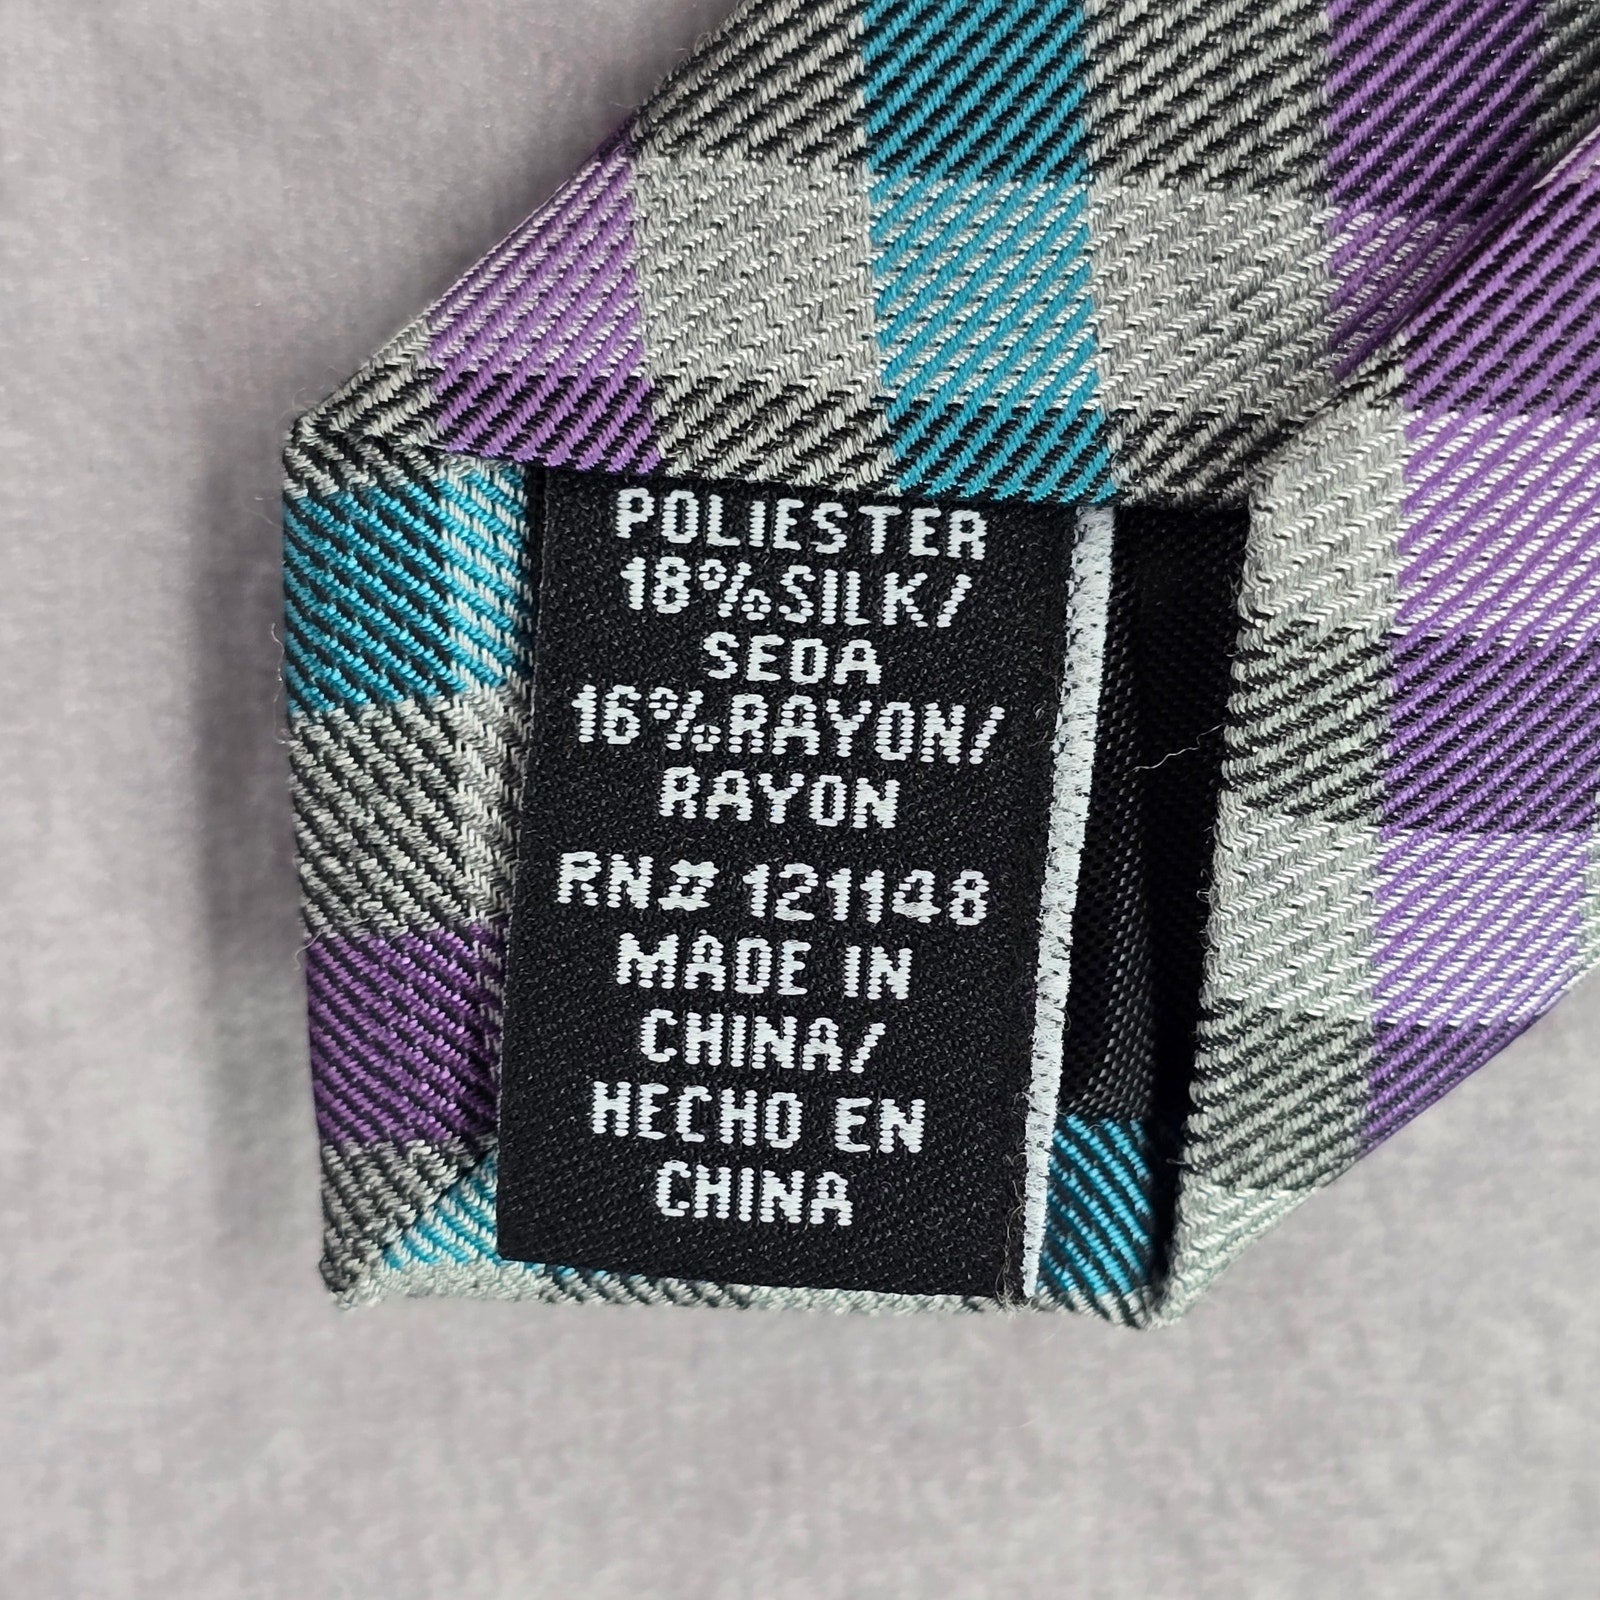 POLIESTER
18%SILK/
SEDA
16%RAYON/
RAYON
RN# 121148
MADE IN
CHINA/
HECHO EN
CHINA